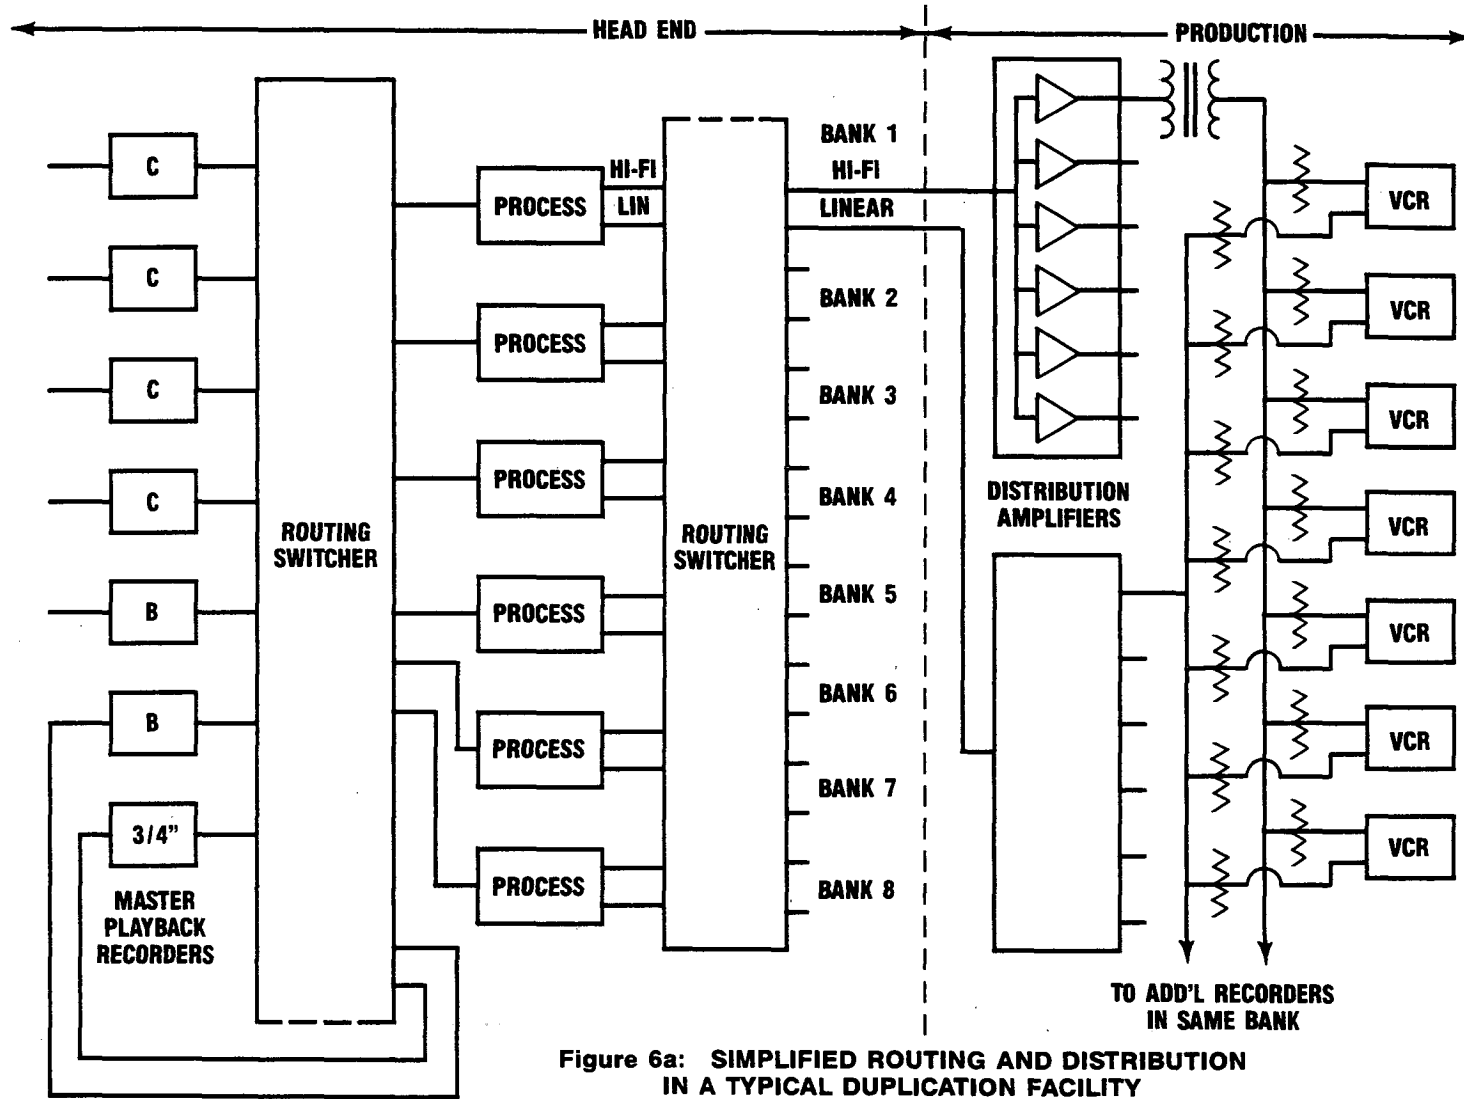 HEAD END
PRODUCTION
C
C
C
C
B
B
3/4"
MASTER
PLAYBACK
RECORDERS
ROUTING
SWITCHER
PROCESS
PROCESS
PROCESS
PROCESS
PROCESS
PROCESS
HI-FI
LIN
ROUTING
SWITCHER
BANK 1
HI-FI
LINEAR
BANK 2
BANK 3
BANK 4
BANK 5
BANK 6
BANK 7
BANK 8
DISTRIBUTION
AMPLIFIERS
VCR
VCR
VCR
VCR
VCR
VCR
VCR
TO ADD'L RECORDERS
IN SAME BANK
Figure 6a: SIMPLIFIED ROUTING AND DISTRIBUTION
IN A TYPICAL DUPLICATION FACILITY